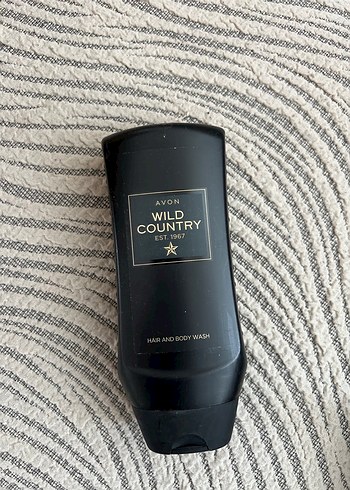 AVON
WILD
COUNTRY
EST. 1967
HAIR AND BODY WASH